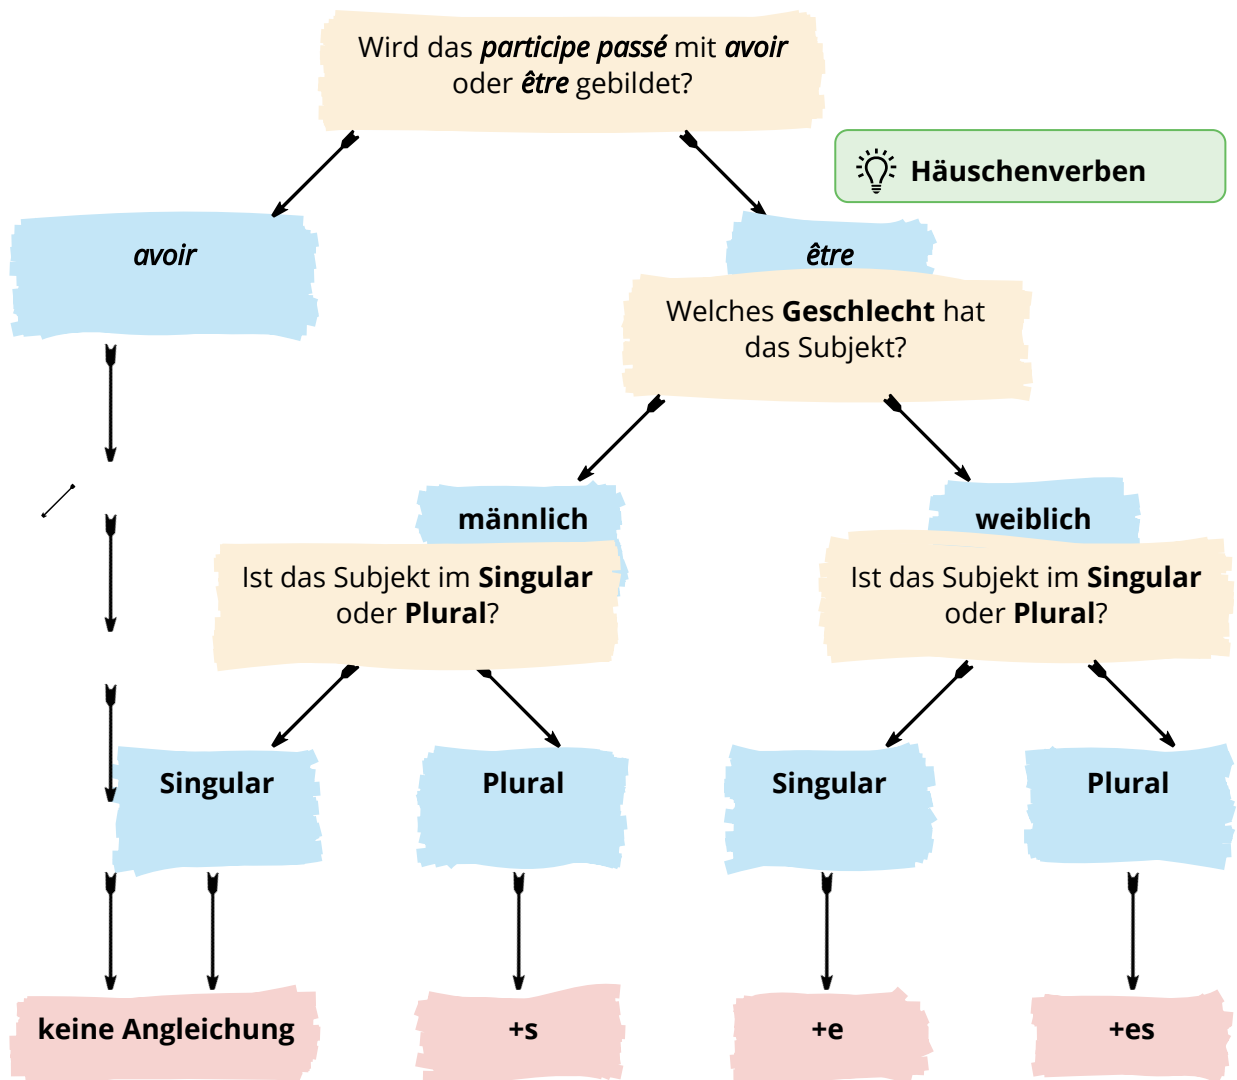 Wird das participe passé mit avoir
oder être gebildet?
Häuschenverben
avoir
être
Welches Geschlecht hat
das Subjekt?
männlich
weiblich
Ist das Subjekt im Singular
oder Plural?
Ist das Subjekt im Singular
oder Plural?
Singular
Plural
Singular
Plural
keine Angleichung
+s
+e
+es